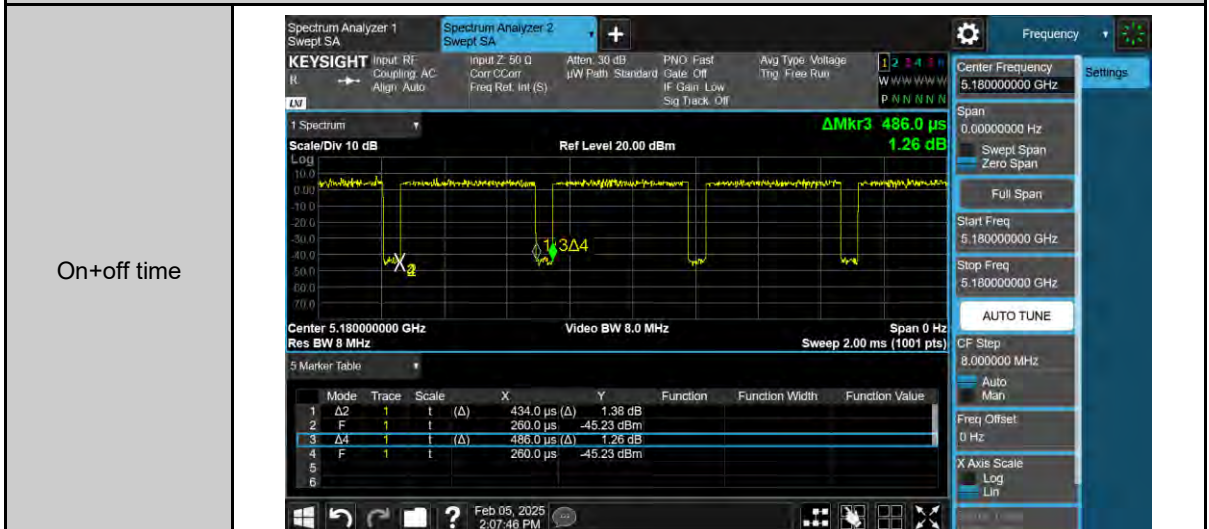 On+off time
Spectrum Analyzer 1
Swept SA
Spectrum Analyzer 2
Swept SA
+
Frequency
KEYSIGHT
R
LXI
Input: RF
Coupling: AC
Align: Auto
Input Z: 50 Ω
Corr CCorr
Freq Ref: Int (S)
Atten: 30 dB
µW Path: Standard
PNO: Fast
Gate: Off
IF Gain: Low
Sig Track: Off
Avg Type: Voltage
Trig: Free Run
1 2 3 4 5 6
W W W W W W
P N N N N N
Center Frequency
5.180000000 GHz
Settings
Span
0.00000000 Hz
Swept Span
Zero Span
Full Span
Start Freq
5.180000000 GHz
Stop Freq
5.180000000 GHz
AUTO TUNE
CF Step
8.000000 MHz
Auto
Man
Freq Offset
0 Hz
X Axis Scale
Log
Lin
1 Spectrum
ΔMkr3 486.0 µs
1.26 dB
Scale/Div 10 dB
Ref Level 20.00 dBm
Log
10.0
0.00
-10.0
-20.0
-30.0
-40.0
-50.0
-60.0
-70.0
3Δ4
Center 5.180000000 GHz
Video BW 8.0 MHz
Span 0 Hz
Res BW 8 MHz
Sweep 2.00 ms (1001 pts)
5 Marker Table
Mode Trace Scale X Y Function Function Width Function Value
1 Δ2 1 t (Δ) 434.0 µs (Δ) 1.38 dB
2 F 1 t 260.0 µs -45.23 dBm
3 Δ4 1 t (Δ) 486.0 µs (Δ) 1.26 dB
4 F 1 t 260.0 µs -45.23 dBm
5
6
?
Feb 05, 2025
2:07:46 PM